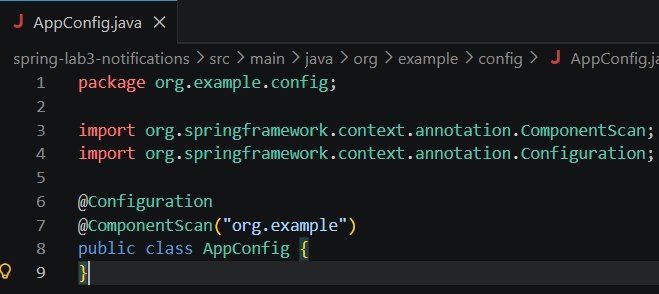 J AppConfig.java ×
spring-lab3-notifications > src > main > java > org > example > config > J AppConfig.ja
1 package org.example.config;
2
3 import org.springframework.context.annotation.ComponentScan;
4 import org.springframework.context.annotation.Configuration;
5
6 @Configuration
7 @ComponentScan("org.example")
8 public class AppConfig {
9 }